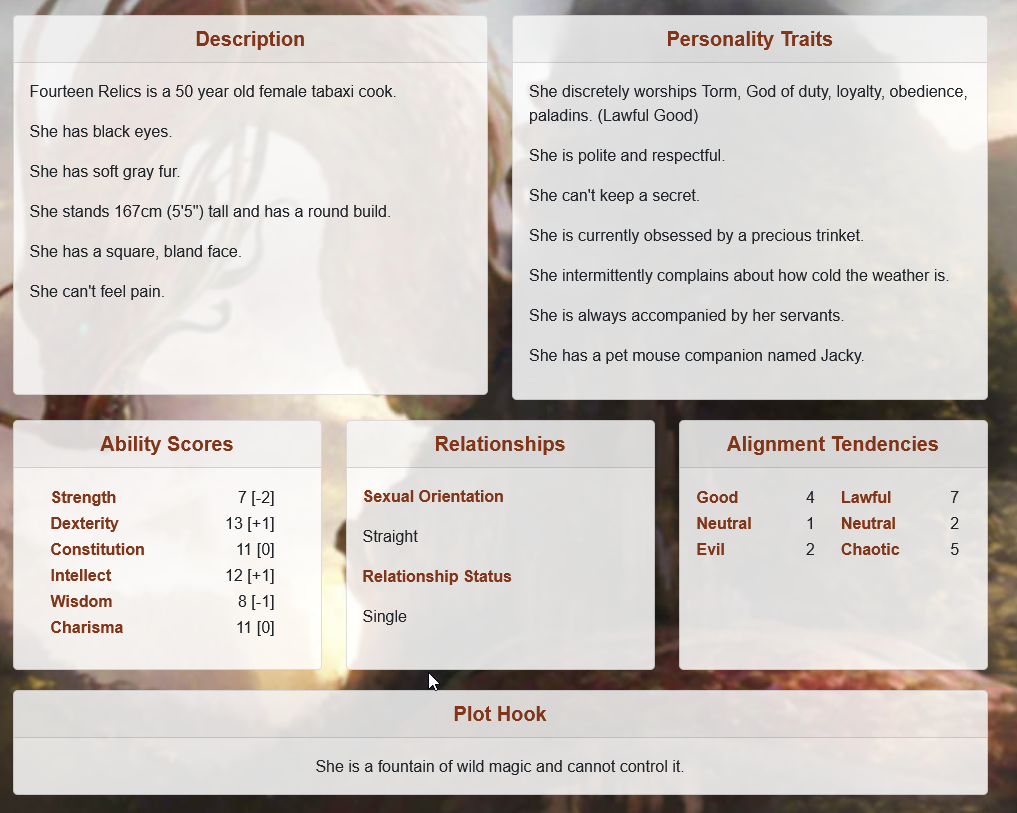 Description
Fourteen Relics is a 50 year old female tabaxi cook.
She has black eyes.
She has soft gray fur.
She stands 167cm (5'5") tall and has a round build.
She has a square, bland face.
She can't feel pain.
Personality Traits
She discretely worships Torm, God of duty, loyalty, obedience,
paladins. (Lawful Good)
She is polite and respectful.
She can't keep a secret.
She is currently obsessed by a precious trinket.
She intermittently complains about how cold the weather is.
She is always accompanied by her servants.
She has a pet mouse companion named Jacky.
Ability Scores
Strength 7 [-2]
Dexterity 13 [+1]
Constitution 11 [0]
Intellect 12 [+1]
Wisdom 8 [-1]
Charisma 11 [0]
Relationships
Sexual Orientation
Straight
Relationship Status
Single
Alignment Tendencies
Good 4 Lawful 7
Neutral 1 Neutral 2
Evil 2 Chaotic 5
Plot Hook
She is a fountain of wild magic and cannot control it.